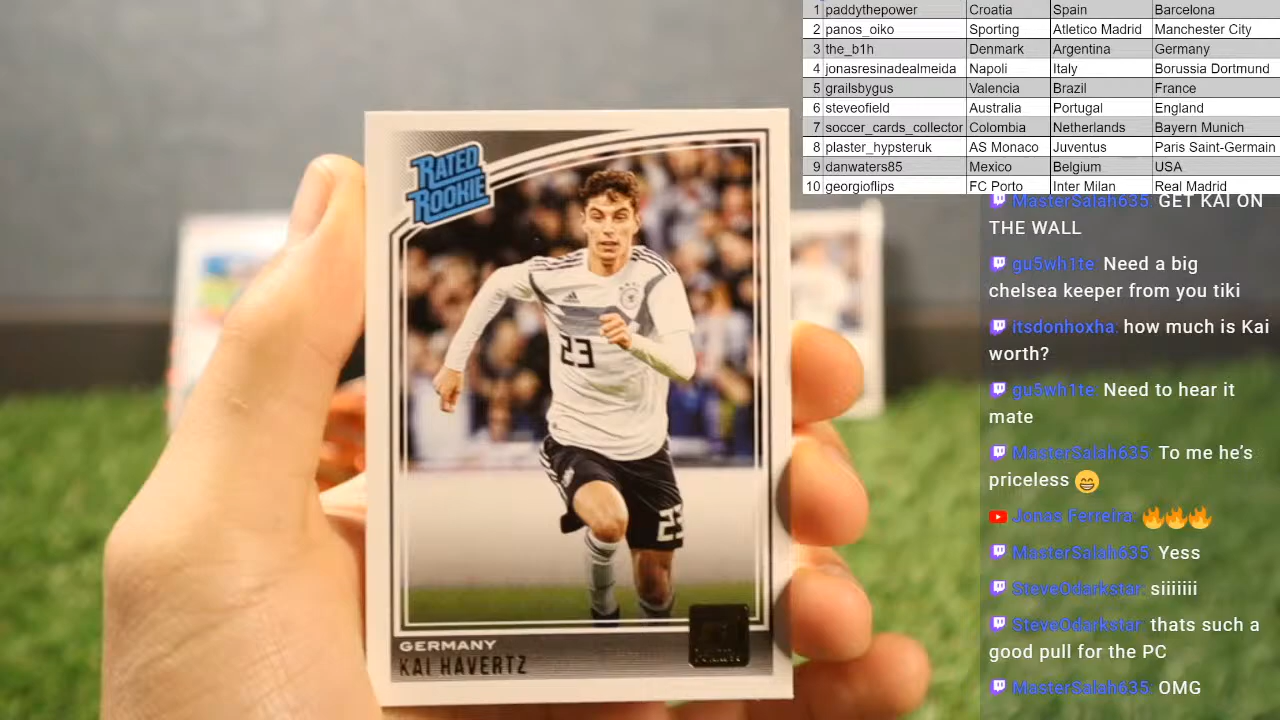 1 paddythepower Croatia Spain Barcelona
2 panos_oiko Sporting Atletico Madrid Manchester City
3 the_b1h Denmark Argentina Germany
4 jonasresinadealmeida Napoli Italy Borussia Dortmund
5 grailsbygus Valencia Brazil France
6 steveofield Australia Portugal England
7 soccer_cards_collector Colombia Netherlands Bayern Munich
8 plaster_hypsteruk AS Monaco Juventus Paris Saint-Germain
9 danwaters85 Mexico Belgium USA
10 georgioflips FC Porto Inter Milan Real Madrid
RATED
ROOKIE
23
23
GERMANY
KAI HAVERTZ
MasterSalah635: GET KAI ON
THE WALL
gu5wh1te: Need a big
chelsea keeper from you tiki
itsdonhoxha: how much is Kai
worth?
gu5wh1te: Need to hear it
mate
MasterSalah635: To me he's
priceless 😄
Jonas Ferreira: 🔥🔥🔥
MasterSalah635: Yess
SteveOdarkstar: siiiiiii
SteveOdarkstar: thats such a
good pull for the PC
MasterSalah635: OMG